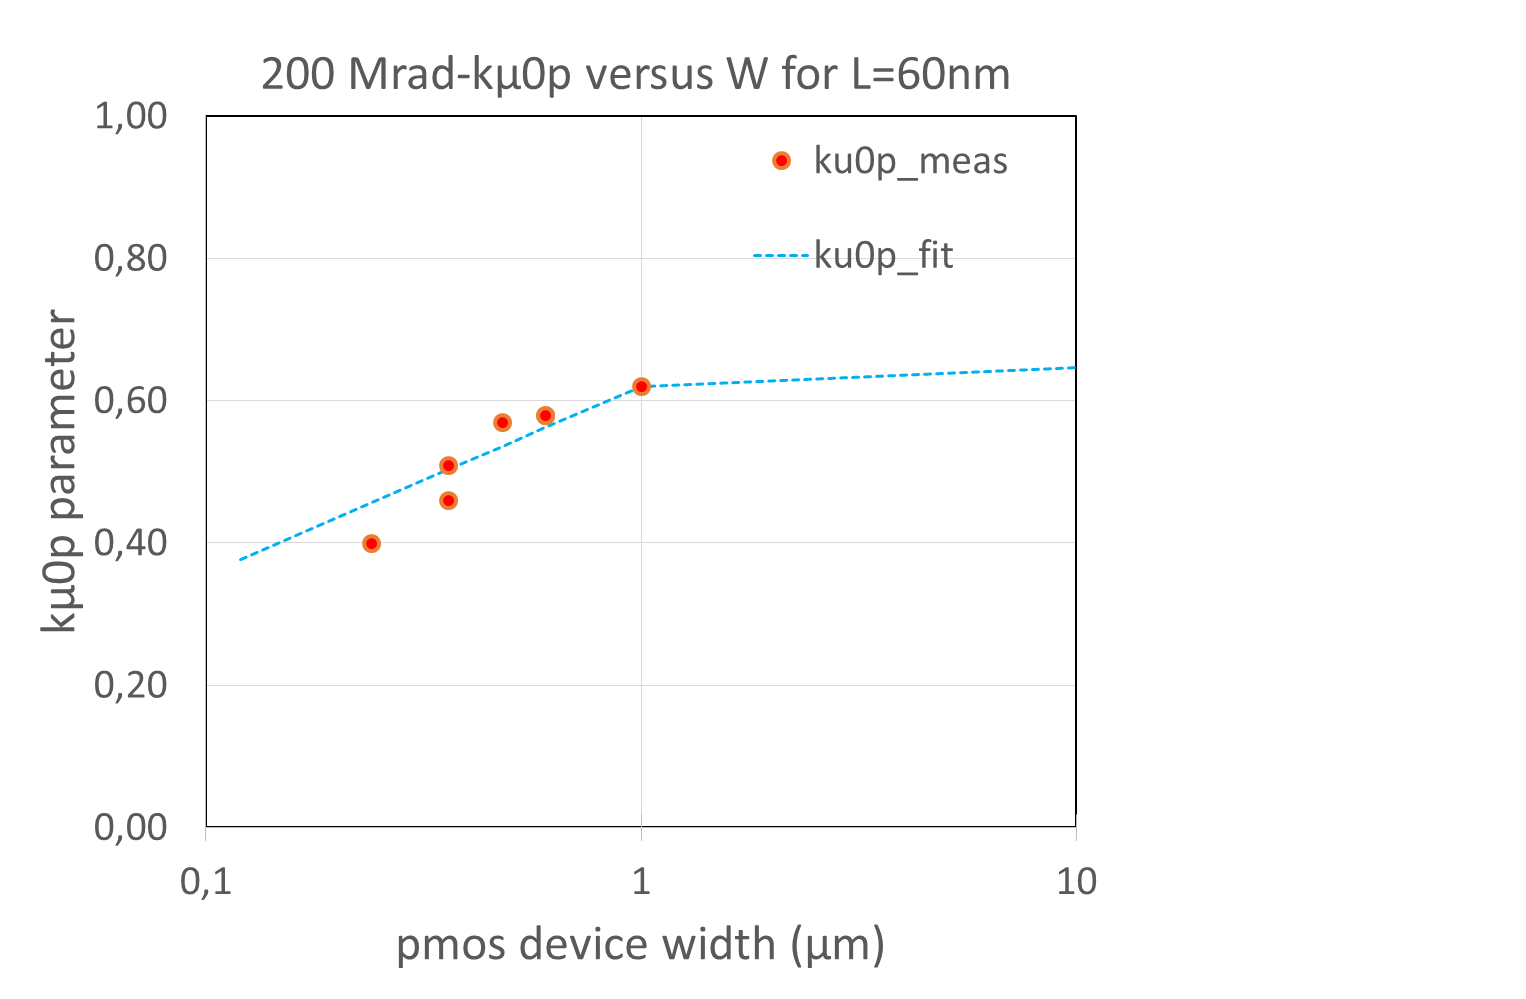 200 Mrad-kµ0p versus W for L=60nm
1,00
ku0p_meas
0,80
ku0p_fit
0,60
kµ0p parameter
0,40
0,20
0,00
0,1
1
10
pmos device width (µm)